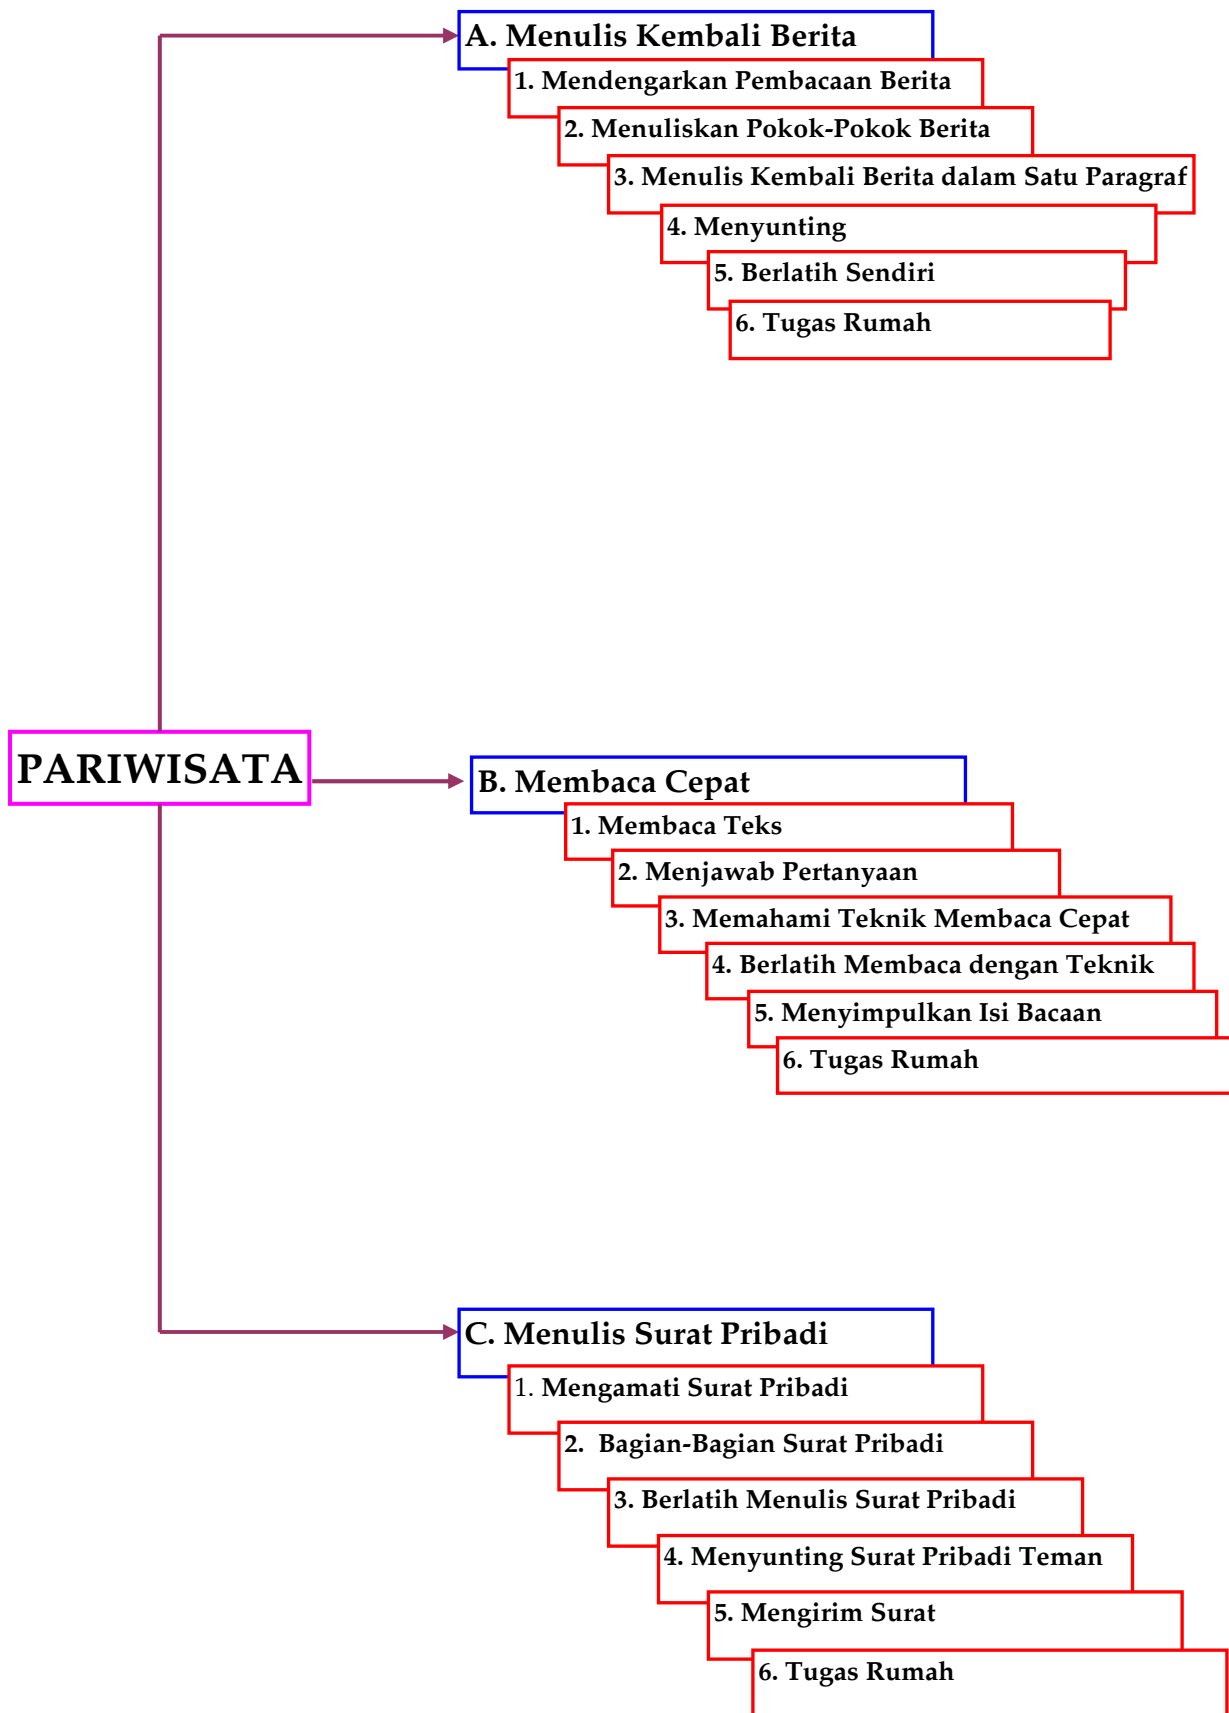 A. Menulis Kembali Berita
1. Mendengarkan Pembacaan Berita
2. Menuliskan Pokok-Pokok Berita
3. Menulis Kembali Berita dalam Satu Paragraf
4. Menyunting
5. Berlatih Sendiri
6. Tugas Rumah
PARIWISATA
B. Membaca Cepat
1. Membaca Teks
2. Menjawab Pertanyaan
3. Memahami Teknik Membaca Cepat
4. Berlatih Membaca dengan Teknik
5. Menyimpulkan Isi Bacaan
6. Tugas Rumah
C. Menulis Surat Pribadi
1. Mengamati Surat Pribadi
2. Bagian-Bagian Surat Pribadi
3. Berlatih Menulis Surat Pribadi
4. Menyunting Surat Pribadi Teman
5. Mengirim Surat
6. Tugas Rumah